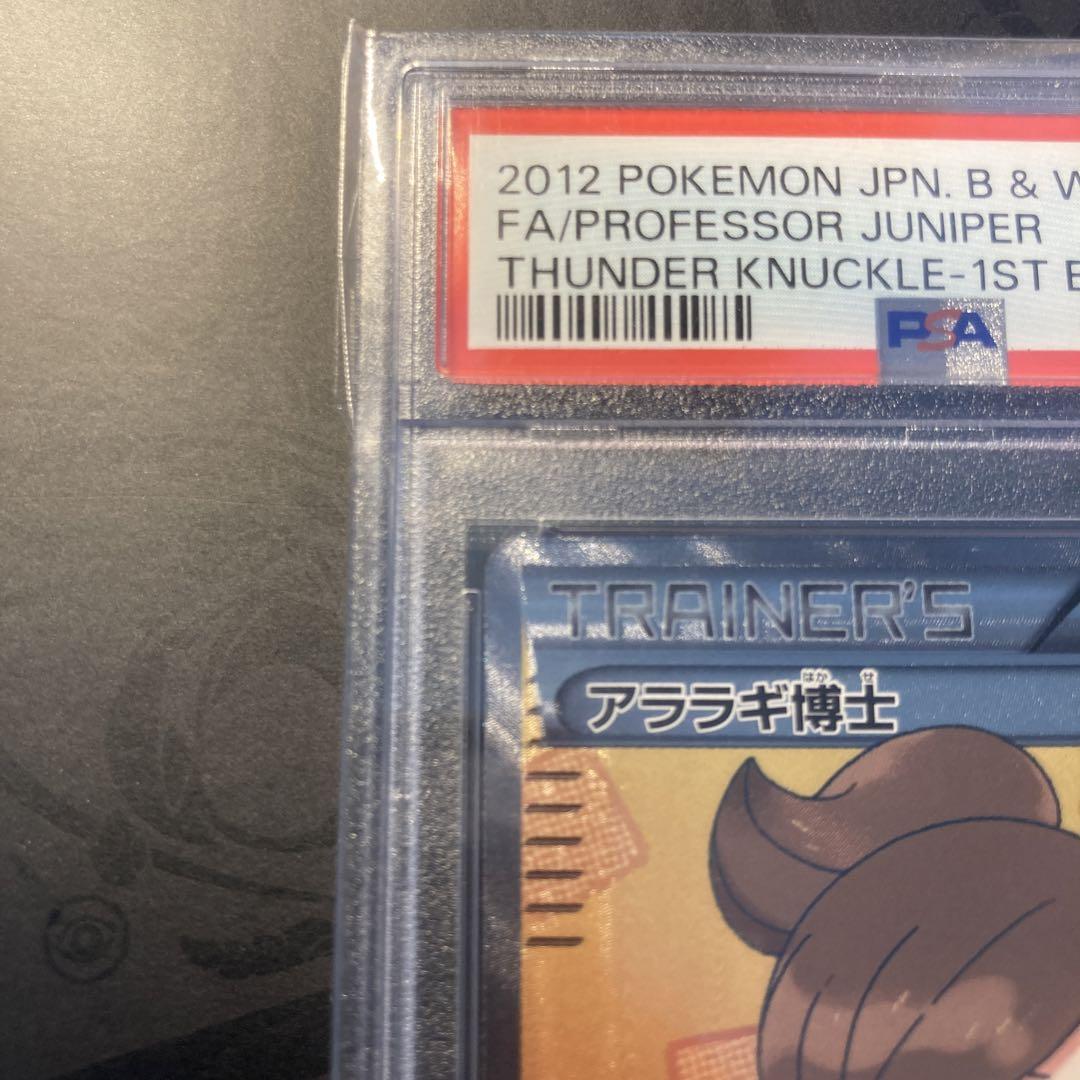 2012 POKEMON JPN. B & W
FA/PROFESSOR JUNIPER
THUNDER KNUCKLE-1ST E
PSA
TRAINER'S
はかせ
アララギ博士